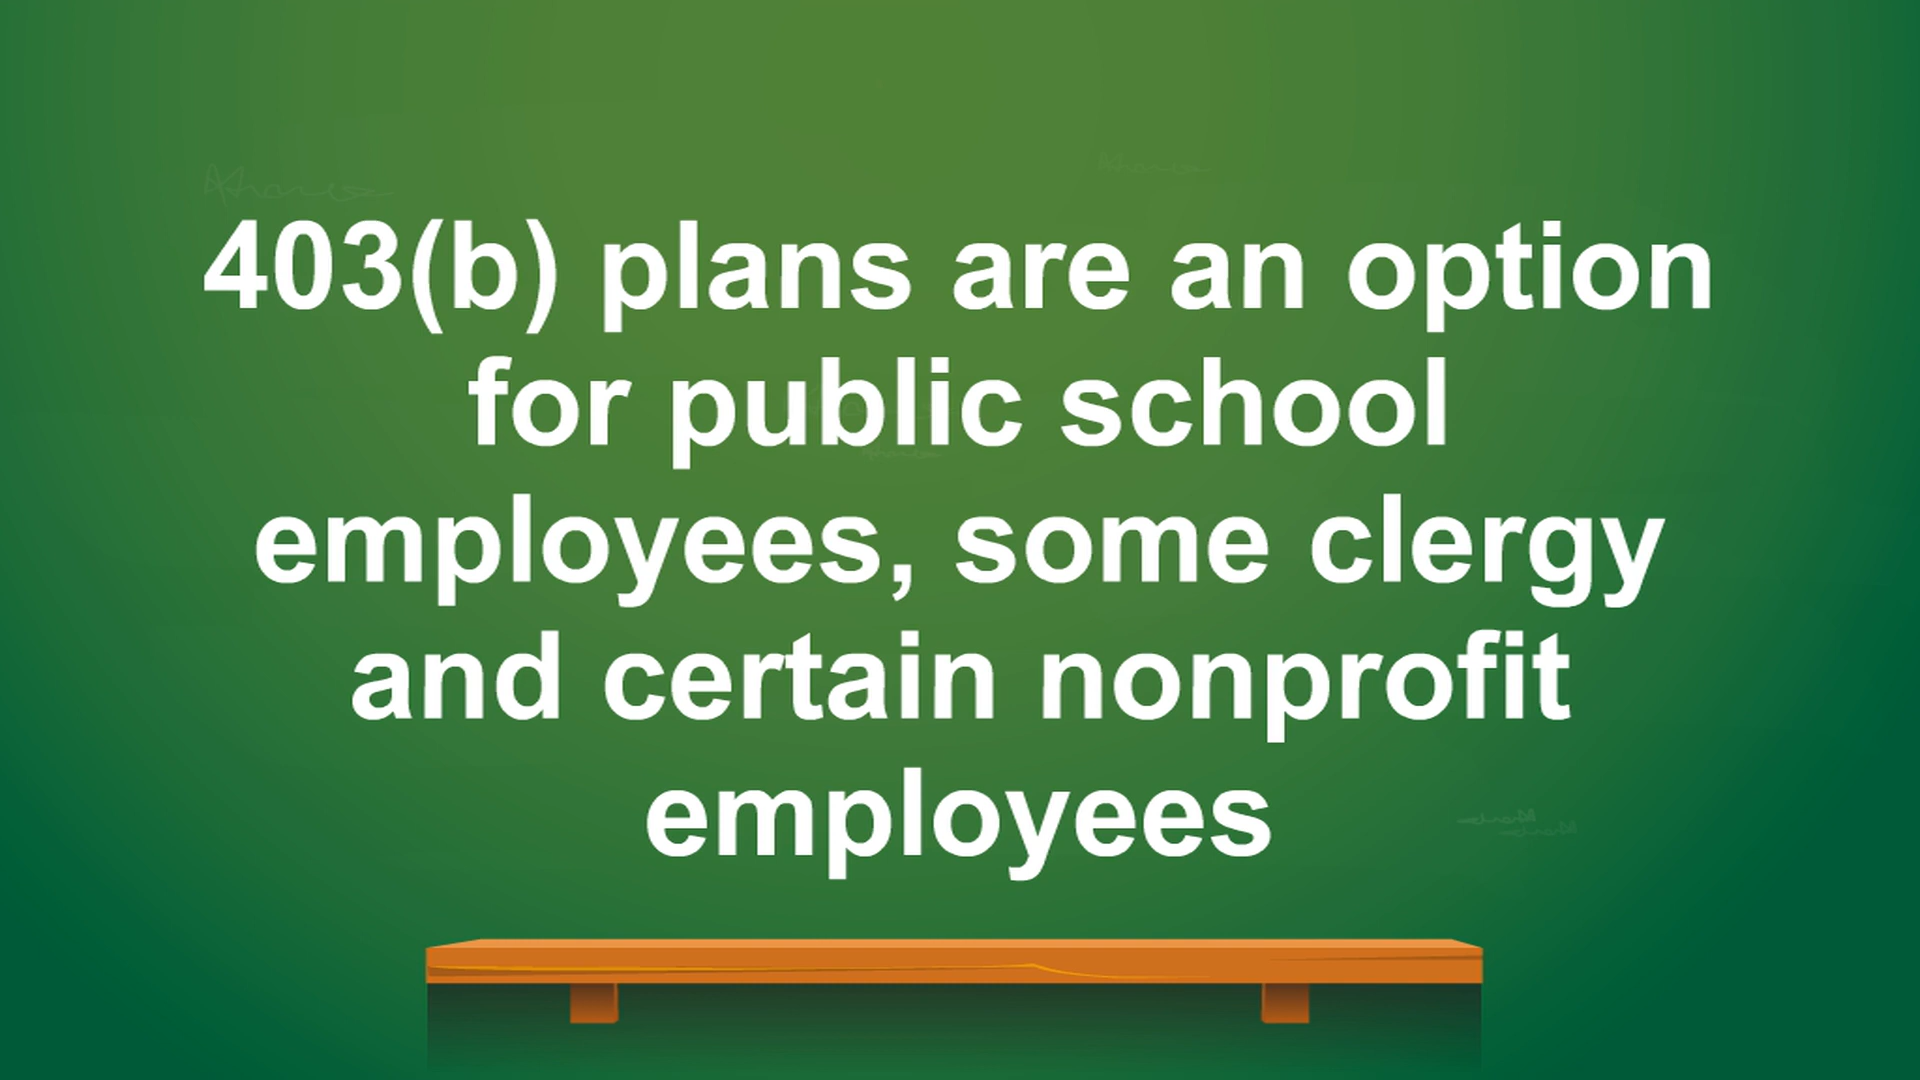 403(b) plans are an option
for public school
employees, some clergy
and certain nonprofit
employees